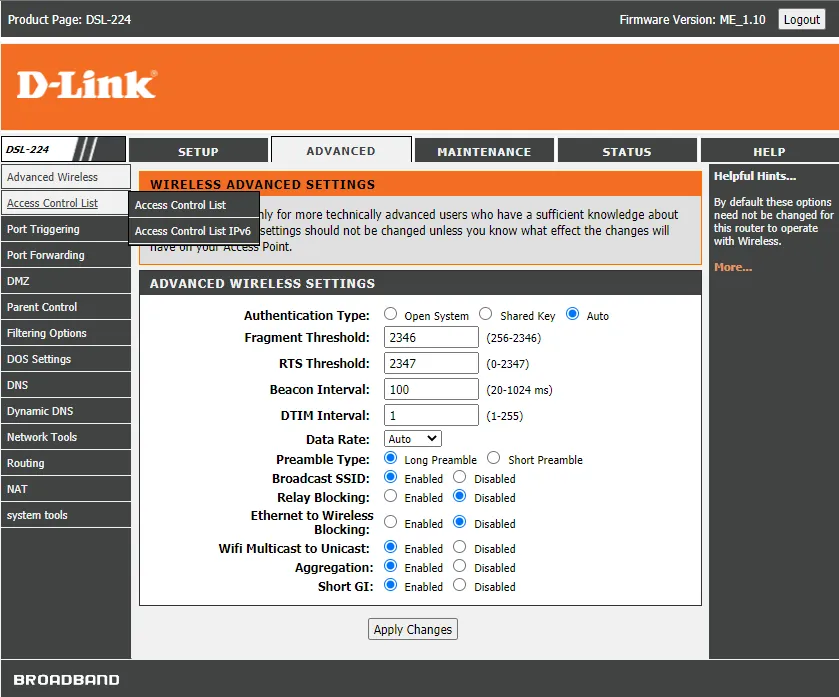 Product Page: DSL-224
Firmware Version: ME_1.10
Logout
D-Link®
DSL-224
SETUP
ADVANCED
MAINTENANCE
STATUS
HELP
Advanced Wireless
Access Control List
Port Triggering
Port Forwarding
DMZ
Parent Control
Filtering Options
DOS Settings
DNS
Dynamic DNS
Network Tools
Routing
NAT
system tools
Access Control List
Access Control List IPv6
WIRELESS ADVANCED SETTINGS
only for more technically advanced users who have a sufficient knowledge about
settings should not be changed unless you know what effect the changes will
have on your Access Point.
ADVANCED WIRELESS SETTINGS
Authentication Type: Open System Shared Key Auto
Fragment Threshold: 2346 (256-2346)
RTS Threshold: 2347 (0-2347)
Beacon Interval: 100 (20-1024 ms)
DTIM Interval: 1 (1-255)
Data Rate: Auto
Preamble Type: Long Preamble Short Preamble
Broadcast SSID: Enabled Disabled
Relay Blocking: Enabled Disabled
Ethernet to Wireless
Blocking: Enabled Disabled
Wifi Multicast to Unicast: Enabled Disabled
Aggregation: Enabled Disabled
Short GI: Enabled Disabled
Apply Changes
Helpful Hints...
By default these options
need not be changed for
this router to operate
with Wireless.
More...
BROADBAND